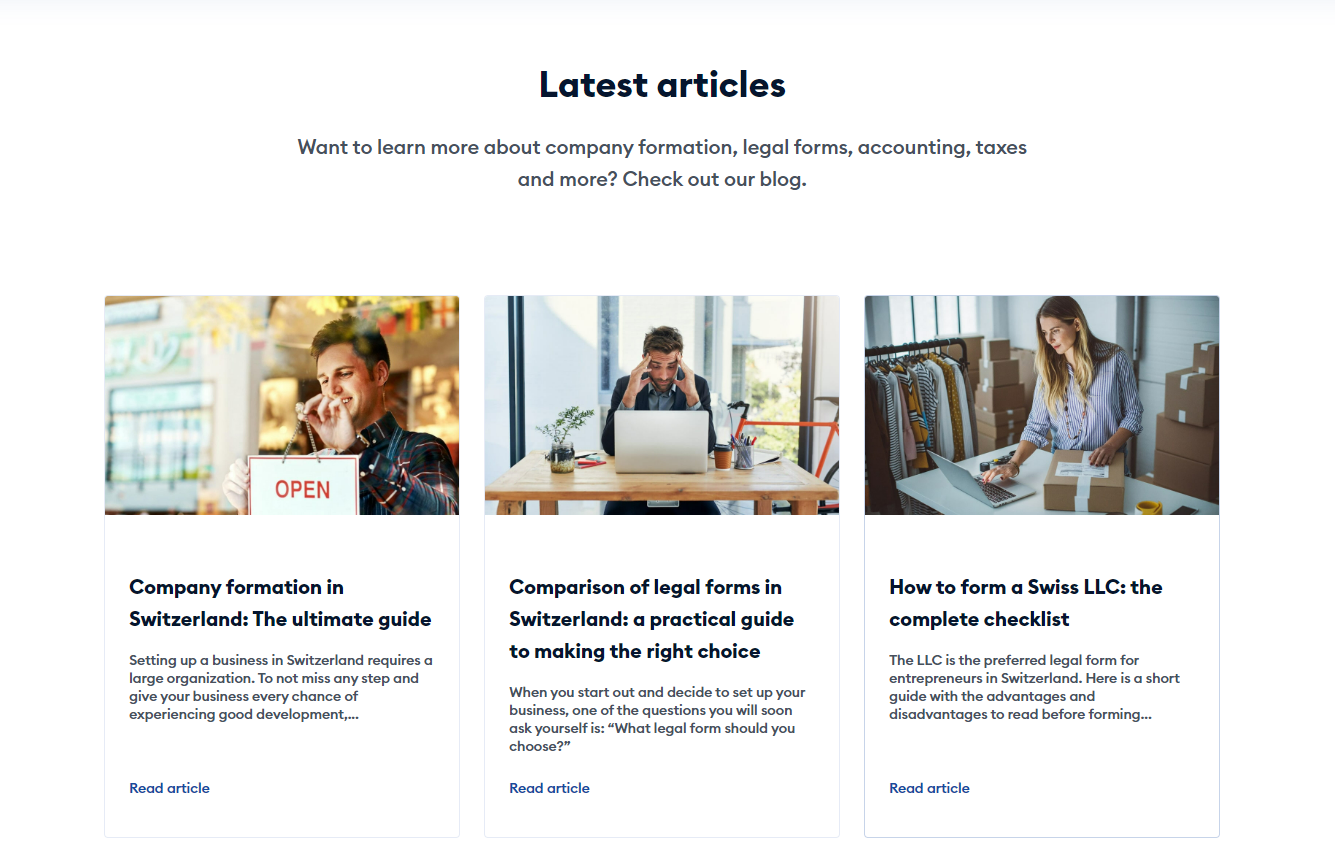 Latest articles
Want to learn more about company formation, legal forms, accounting, taxes
and more? Check out our blog.
OPEN
Company formation in
Switzerland: The ultimate guide
Setting up a business in Switzerland requires a
large organization. To not miss any step and
give your business every chance of
experiencing good development,...
Read article
Comparison of legal forms in
Switzerland: a practical guide
to making the right choice
When you start out and decide to set up your
business, one of the questions you will soon
ask yourself is: “What legal form should you
choose?”
Read article
How to form a Swiss LLC: the
complete checklist
The LLC is the preferred legal form for
entrepreneurs in Switzerland. Here is a short
guide with the advantages and
disadvantages to read before forming...
Read article